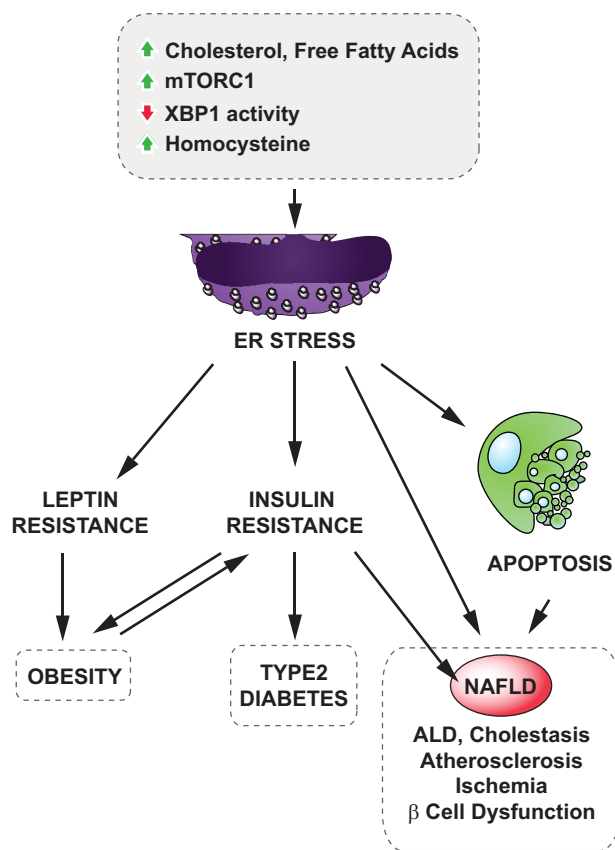 Cholesterol, Free Fatty Acids
mTORC1
XBP1 activity
Homocysteine
ER STRESS
LEPTIN
RESISTANCE
INSULIN
RESISTANCE
APOPTOSIS
OBESITY
TYPE2
DIABETES
NAFLD
ALD, Cholestasis
Atherosclerosis
Ischemia
β Cell Dysfunction